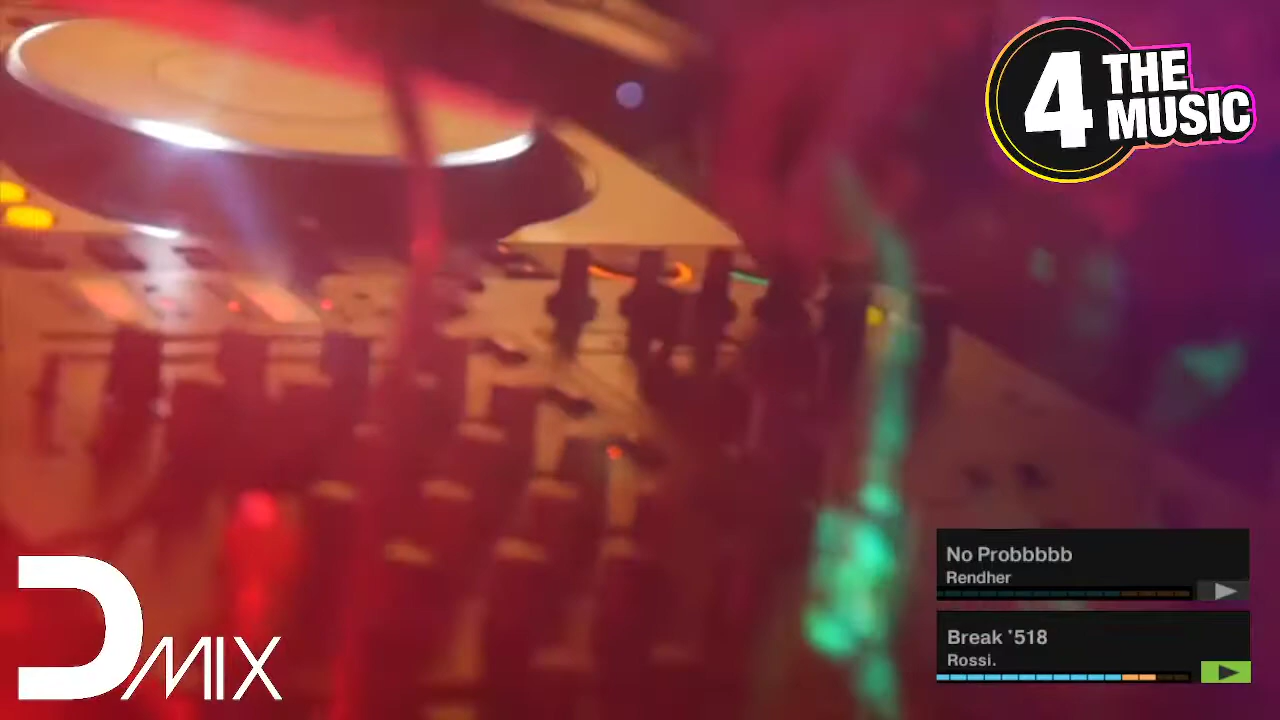 4 THE
MUSIC
No Probbbbb
Rendher
Break '518
Rossi.
D MIX